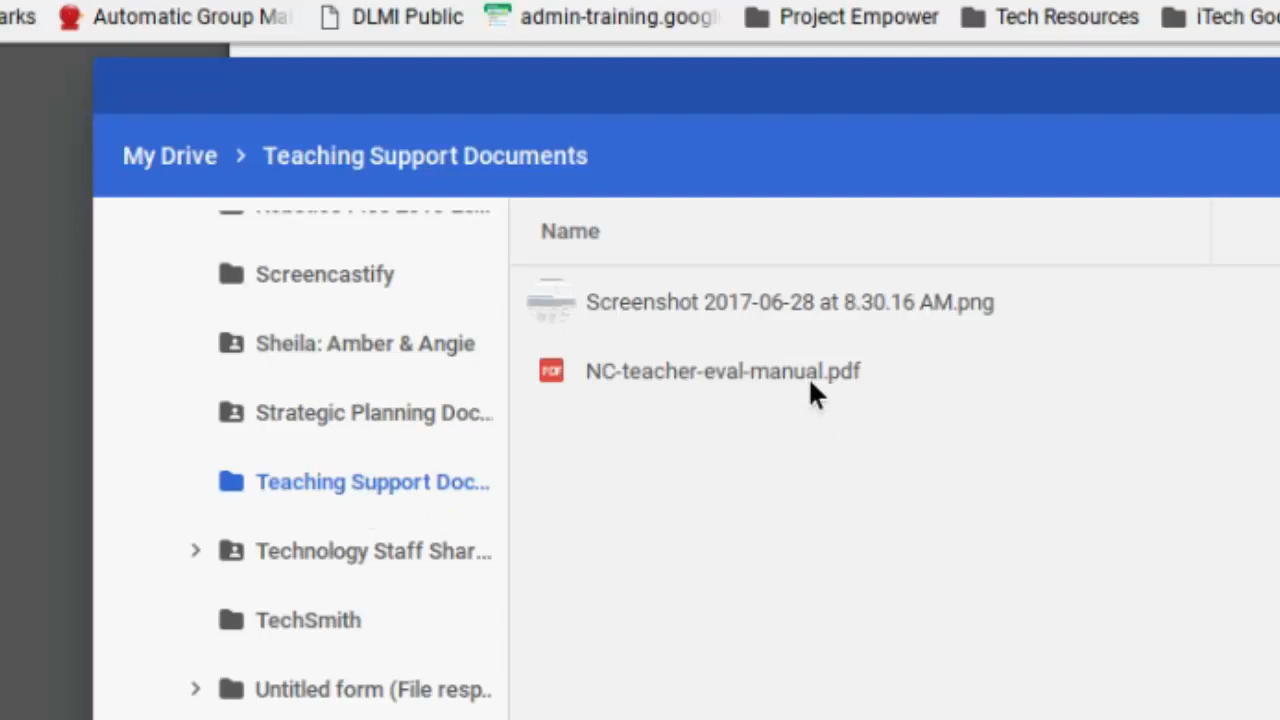 arks
Automatic Group Ma
DLMI Public
admin-training.googl
Project Empower
Tech Resources
iTech Goo
My Drive > Teaching Support Documents
Name
Screencastify
Screenshot 2017-06-28 at 8.30.16 AM.png
Sheila: Amber & Angie
NC-teacher-eval-manual.pdf
PDF
Strategic Planning Doc...
Teaching Support Doc...
Technology Staff Shar...
TechSmith
Untitled form (File resp..